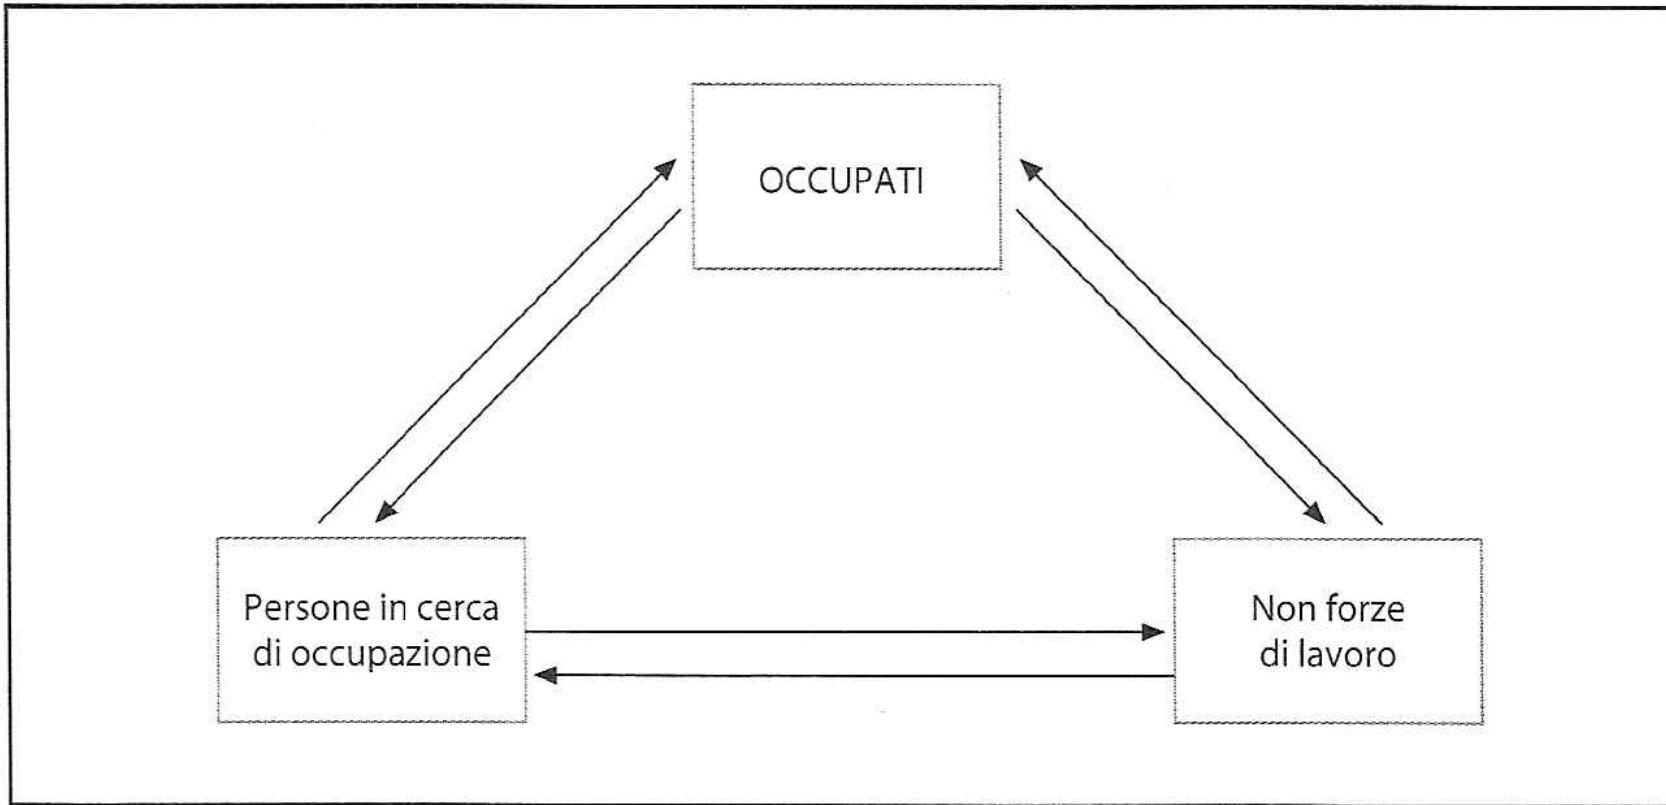 OCCUPATI
Persone in cerca
di occupazione
Non forze
di lavoro